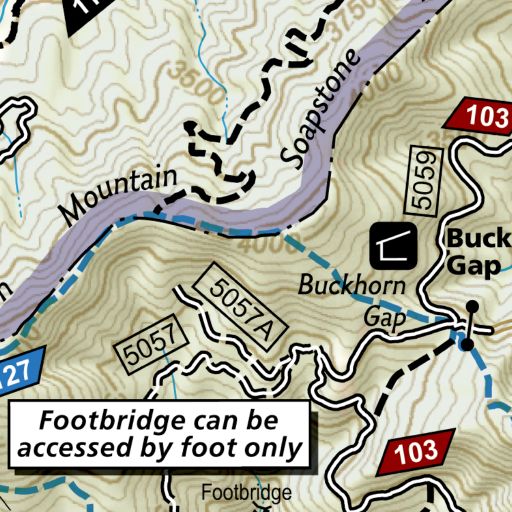 3750
3500
4000
Soapstone
Mountain
103
5059
Buck
Gap
4000
Buckhorn
Gap
5057A
5057
127
Footbridge can be
accessed by foot only
103
Footbridge